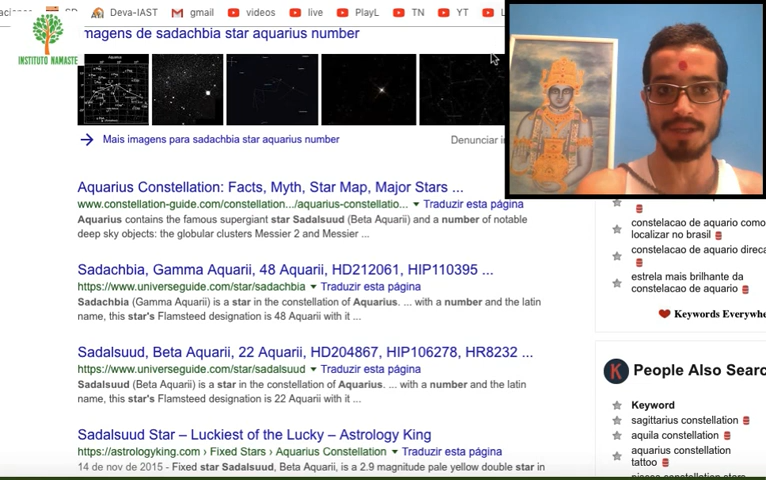 SD
Deva-IAST
gmail
videos
live
PlayL
TN
YT
INSTITUTO NAMASTE
magens de sadachbia star aquarius number
Mais imagens para sadachbia star aquarius number
Denunciar
Aquarius Constellation: Facts, Myth, Star Map, Major Stars ...
www.constellation-guide.com/constellation.../aquarius-constellatio... Traduzir esta página
Aquarius contains the famous supergiant star Sadalsuud (Beta Aquarii) and a number of notable
deep sky objects: the globular clusters Messier 2 and Messier ...
Sadachbia, Gamma Aquarii, 48 Aquarii, HD212061, HIP110395 ...
https://www.universeguide.com/star/sadachbia Traduzir esta página
Sadachbia (Gamma Aquarii) is a star in the constellation of Aquarius. ... with a number and the latin
name, this star's Flamsteed designation is 48 Aquarii with it ...
Sadalsuud, Beta Aquarii, 22 Aquarii, HD204867, HIP106278, HR8232 ...
https://www.universeguide.com/star/sadalsuud Traduzir esta página
Sadalsuud (Beta Aquarii) is a star in the constellation of Aquarius. ... with a number and the latin
name, this star's Flamsteed designation is 22 Aquarii with it ...
Sadalsuud Star – Luckiest of the Lucky – Astrology King
https://astrologyking.com › Fixed Stars › Aquarius Constellation Traduzir esta página
14 de nov de 2015 - Fixed star Sadalsuud, Beta Aquarii, is a 2.9 magnitude pale yellow double star in
constelacao de aquario como
localizar no brasil
constelacao de aquario direca
estrela mais brilhante da
constelacao de aquario
Keywords Everywhe
K
People Also Searc
Keyword
sagittarius constellation
aquila constellation
aquarius constellation
tattoo